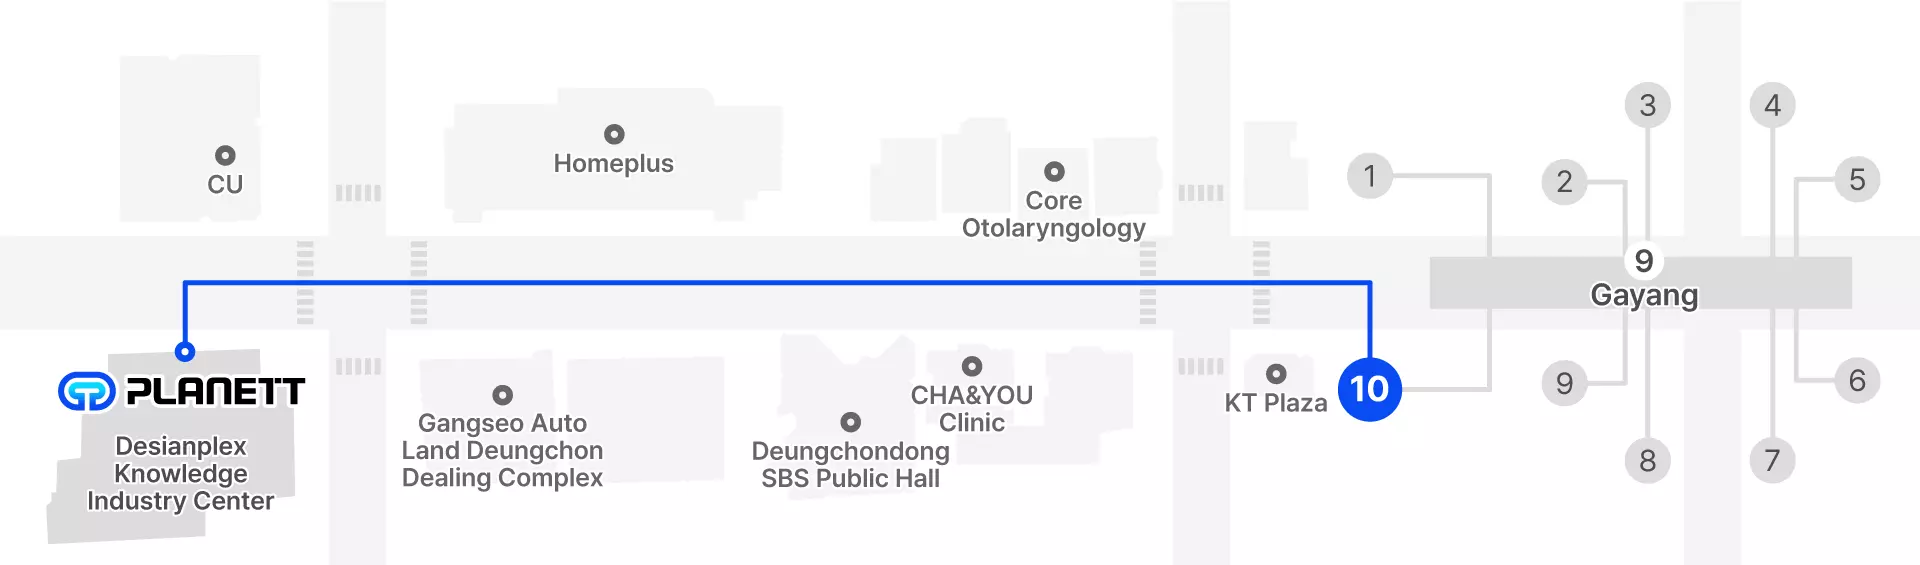 CU
Homeplus
Core
Otolaryngology
1
2
3
4
5
9
Gayang
PLANETT
Desianplex
Knowledge
Industry Center
Gangseo Auto
Land Deungchon
Dealing Complex
Deungchondong
SBS Public Hall
CHA&YOU
Clinic
KT Plaza
10
9
8
7
6